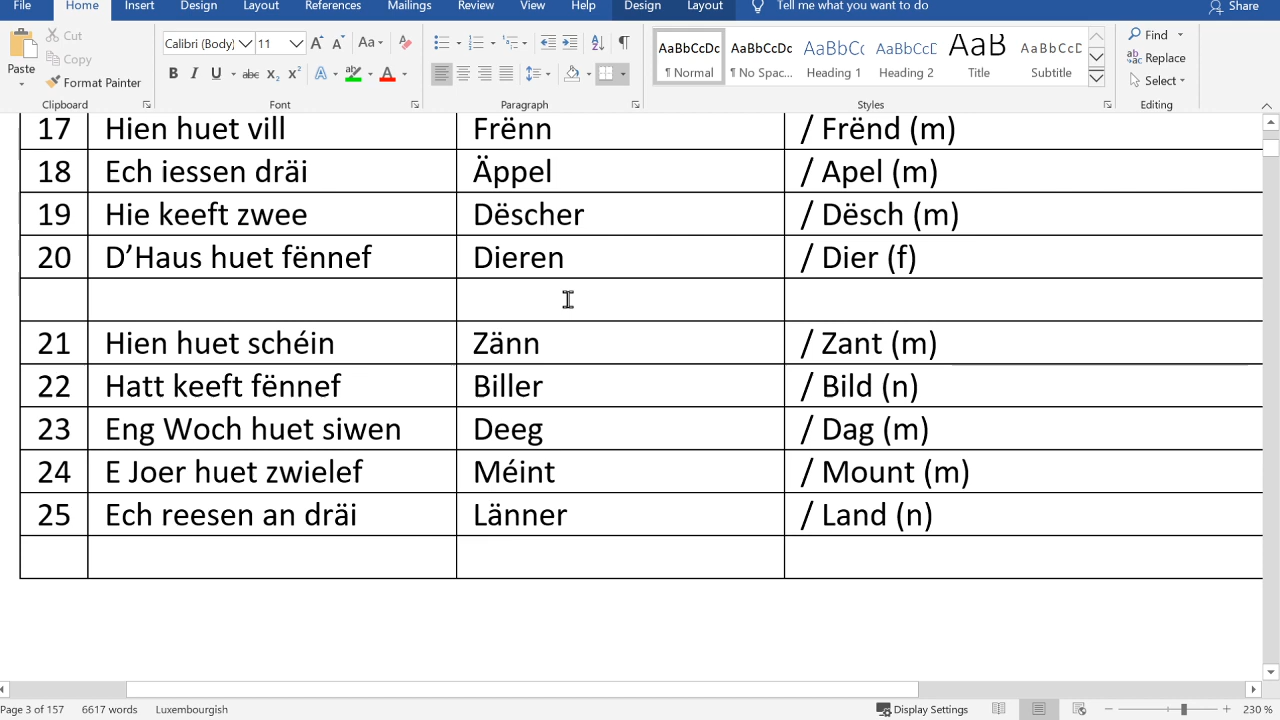 File Home Insert Design Layout References Mailings Review View Help Design Layout Tell me what you want to do Share
Paste Cut Copy Format Painter Clipboard
Calibri (Body) 11 Aa Font
Paragraph
AaBbCcDc ¶ Normal AaBbCcDc ¶ No Spac... AaBbCc Heading 1 AaBbCcD Heading 2 AaB Title AaBbCcD Subtitle Styles
Find Replace Select Editing
17 Hien huet vill Frënn / Frënd (m)
18 Ech iessen dräi Äppel / Apel (m)
19 Hie keeft zwee Dëscher / Dësch (m)
20 D’Haus huet fënnef Dieren / Dier (f)
21 Hien huet schéin Zänn / Zant (m)
22 Hatt keeft fënnef Biller / Bild (n)
23 Eng Woch huet siwen Deeg / Dag (m)
24 E Joer huet zwielef Méint / Mount (m)
25 Ech reesen an dräi Länner / Land (n)
Page 3 of 157 6617 words Luxembourgish Display Settings 230 %